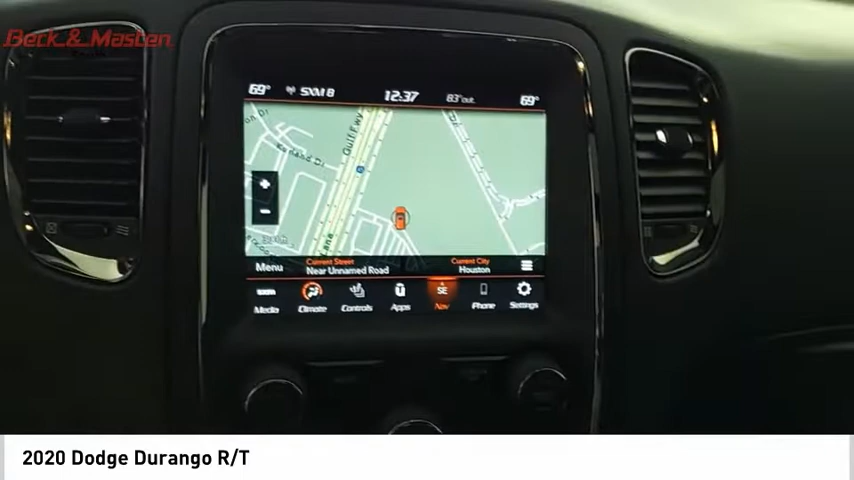 Beck & Masten
69° SXM 8 12:37 83° out. 69°
Gulf Fwy
Menu
Current Street
Near Unnamed Road
Current City
Houston
SE
Media Climate Controls Apps Nav Phone Settings
2020 Dodge Durango R/T